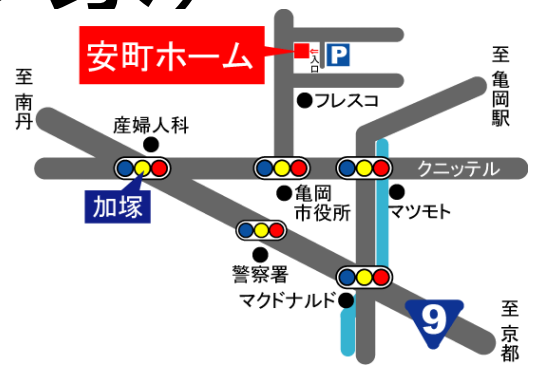 安町ホーム
入口
P
至亀岡駅
至南丹
フレスコ
産婦人科
クニッテル
加塚
亀岡
市役所
マツモト
警察署
マクドナルド
9
至京都